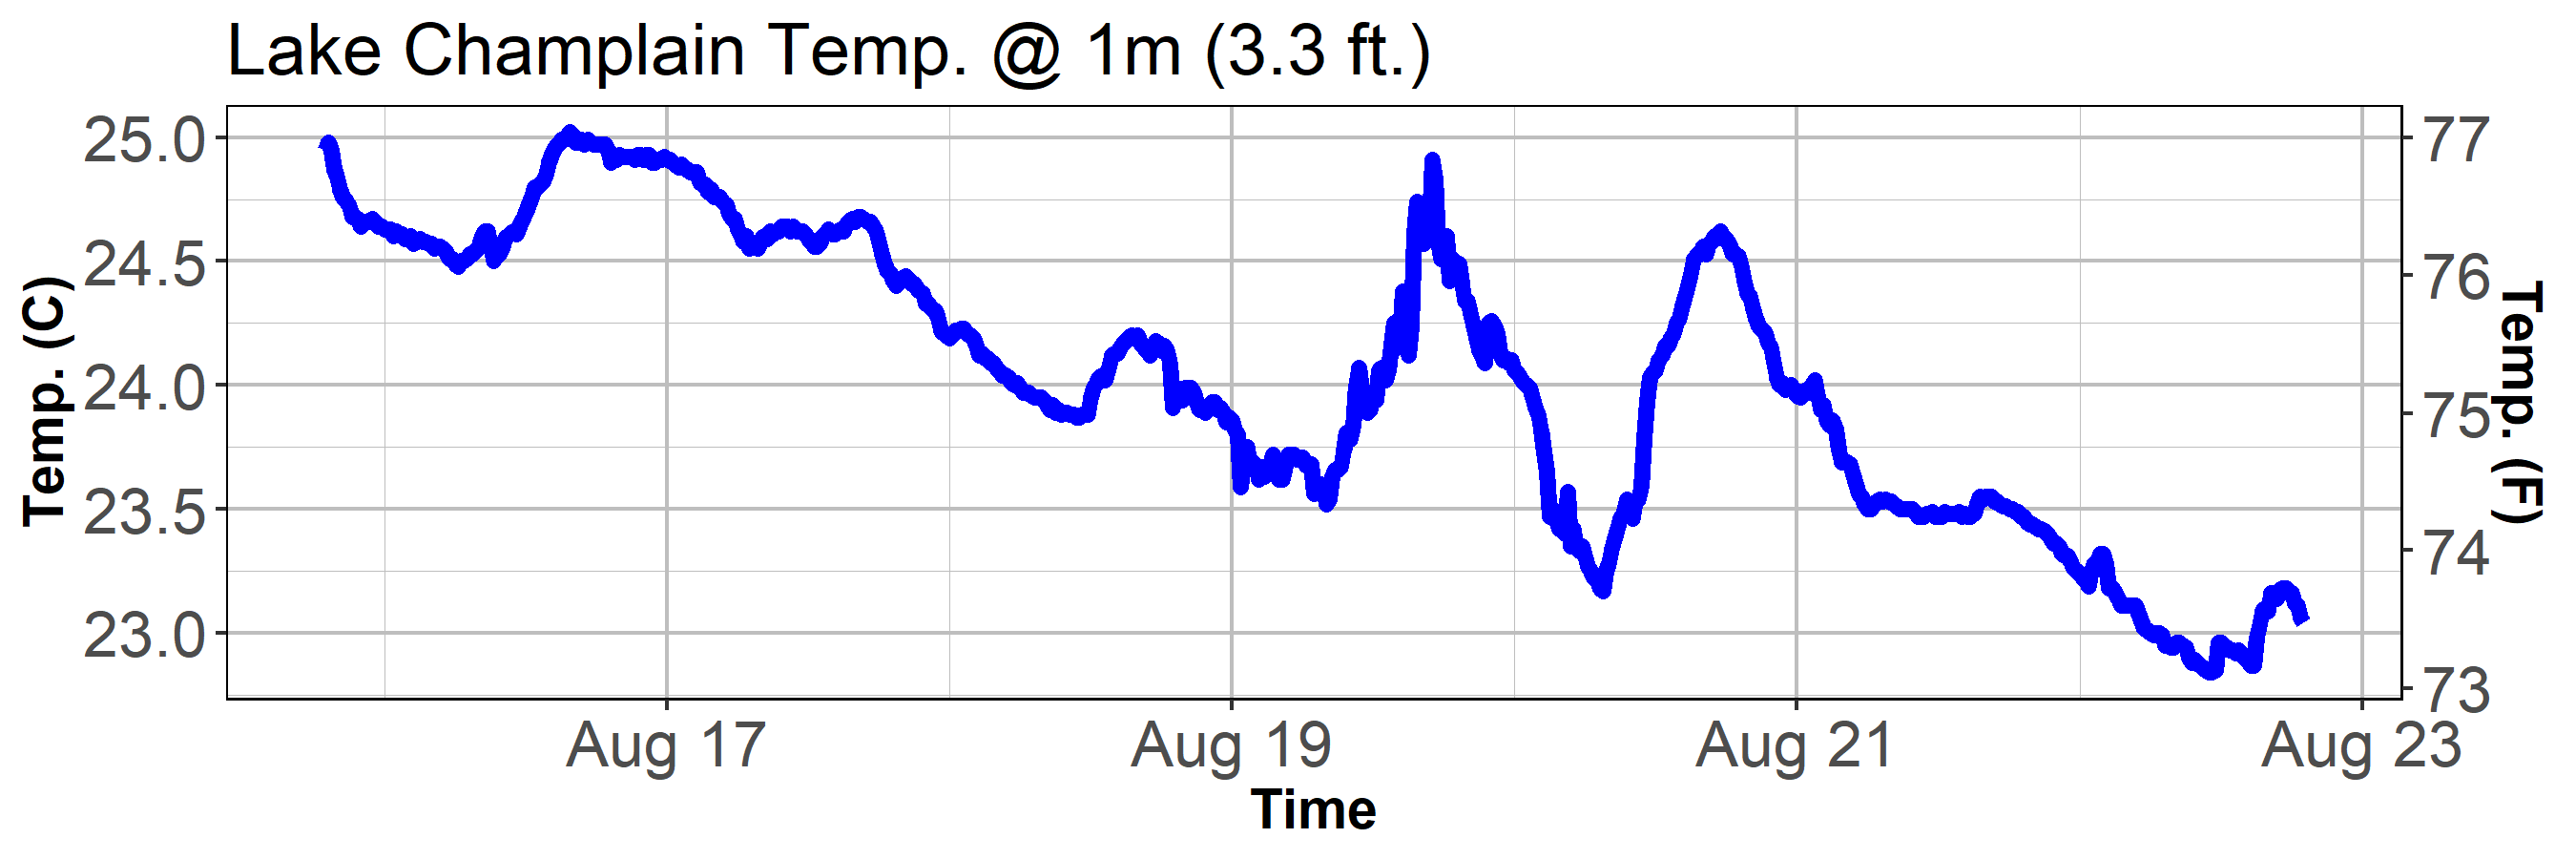 Lake Champlain Temp. @ 1m (3.3 ft.)
Temp. (C)
25.0
24.5
24.0
23.5
23.0
77
76
75
74
73
Temp. (F)
Aug 17 Aug 19 Aug 21 Aug 23
Time